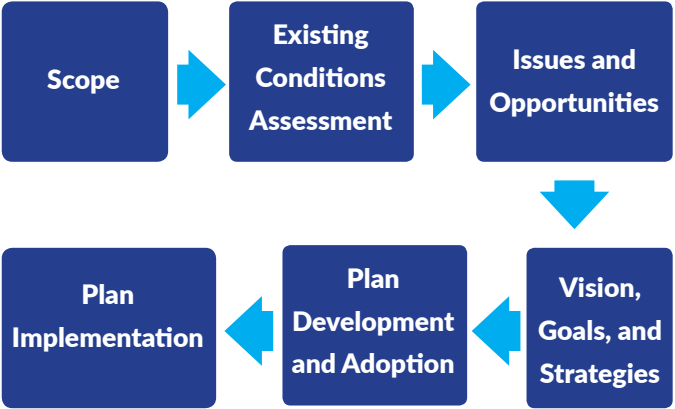 Scope
Existing
Conditions
Assessment
Issues and
Opportunities
Vision,
Goals, and
Strategies
Plan
Development
and Adoption
Plan
Implementation